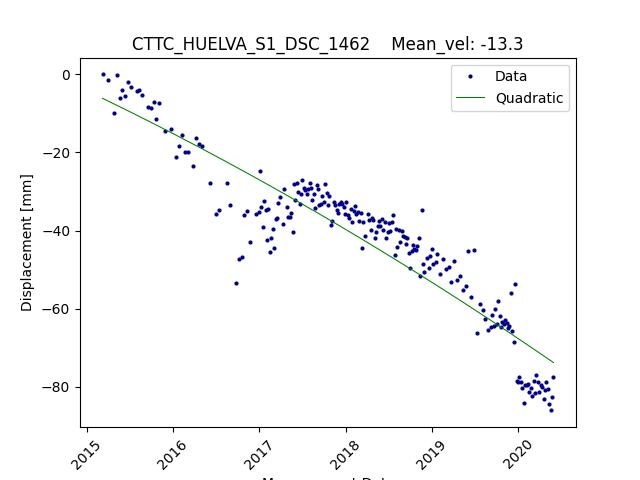 CTTC_HUELVA_S1_DSC_1462    Mean_vel: -13.3
Data
Quadratic
Displacement [mm]
0
−20
−40
−60
−80
2015
2016
2017
2018
2019
2020